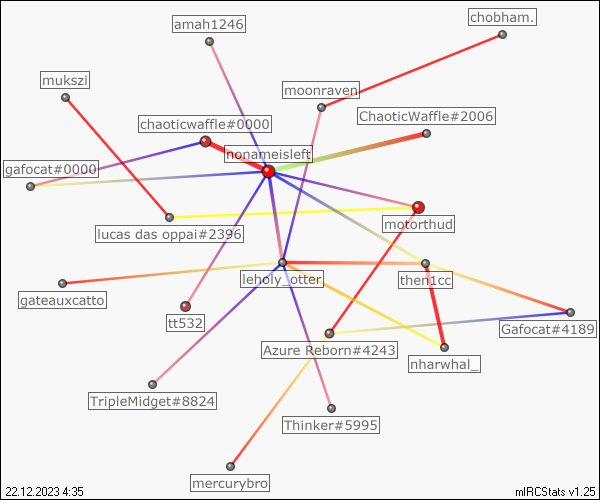 amah1246
chobham.
mukszi
moonraven
ChaoticWaffle#2006
chaoticwaffle#0000
nonameisleft
gafocat#0000
motorthud
lucas das oppai#2396
leholy_otter
then1cc
gateauxcatto
tt532
Gafocat#4189
Azure Reborn#4243
nharwhal_
TripleMidget#8824
Thinker#5995
mercurybro
22.12.2023 4:35
mIRCStats v1.25